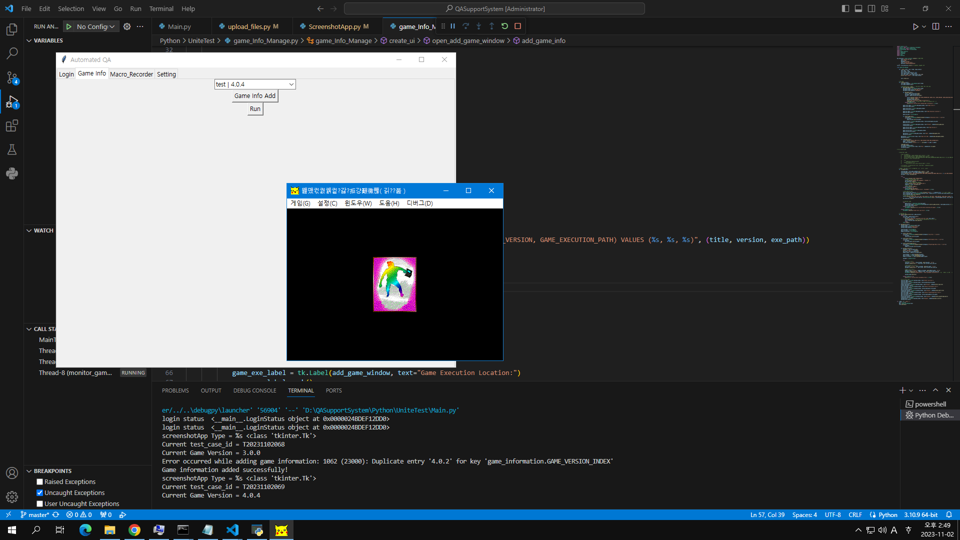 File Edit Selection View Go Run Terminal Help
QASupportSystem [Administrator]
RUN AN... No Config
Main.py
upload_files.py M
ScreenshotApp.py M
game_Info_M
Python > UniteTest > game_Info_Manage.py > game_Info_Manage > create_ui > open_add_game_window > add_game_info
VARIABLES
Automated QA
Login Game Info Macro_Recorder Setting
test | 4.0.4
Game Info Add
Run
게임(G) 설정(C) 윈도우(W) 도움(H) 디버그(D)
WATCH
_VERSION, GAME_EXECUTION_PATH) VALUES (%s, %s, %s)", (title, version, exe_path))
CALL STA
MainT
Threa
Threa
Thread-8 (monitor_gam... RUNNING
66 game_exe_label = tk.Label(add_game_window, text="Game Execution Location:")
PROBLEMS OUTPUT DEBUG CONSOLE TERMINAL PORTS
powershell
Python Deb...
er/../..\debugpy\launcher' '56904' '--' 'D:\QASupportSystem\Python\UniteTest\Main.py'
login status <__main__.LoginStatus object at 0x0000024BDEF12DD0>
login status <__main__.LoginStatus object at 0x0000024BDEF12DD0>
screenshotApp Type = %s <class 'tkinter.Tk'>
Current test_case_id = T20231102068
Current Game Version = 3.0.0
Error occurred while adding game information: 1062 (23000): Duplicate entry '4.0.2' for key 'game_information.GAME_VERSION_INDEX'
Game information added successfully!
screenshotApp Type = %s <class 'tkinter.Tk'>
Current test_case_id = T20231102069
Current Game Version = 4.0.4
BREAKPOINTS
Raised Exceptions
Uncaught Exceptions
User Uncaught Exceptions
master* 0 0 0
Ln 57, Col 39 Spaces: 4 UTF-8 CRLF Python 3.10.9 64-bit
A
오후 2:49
2023-11-02